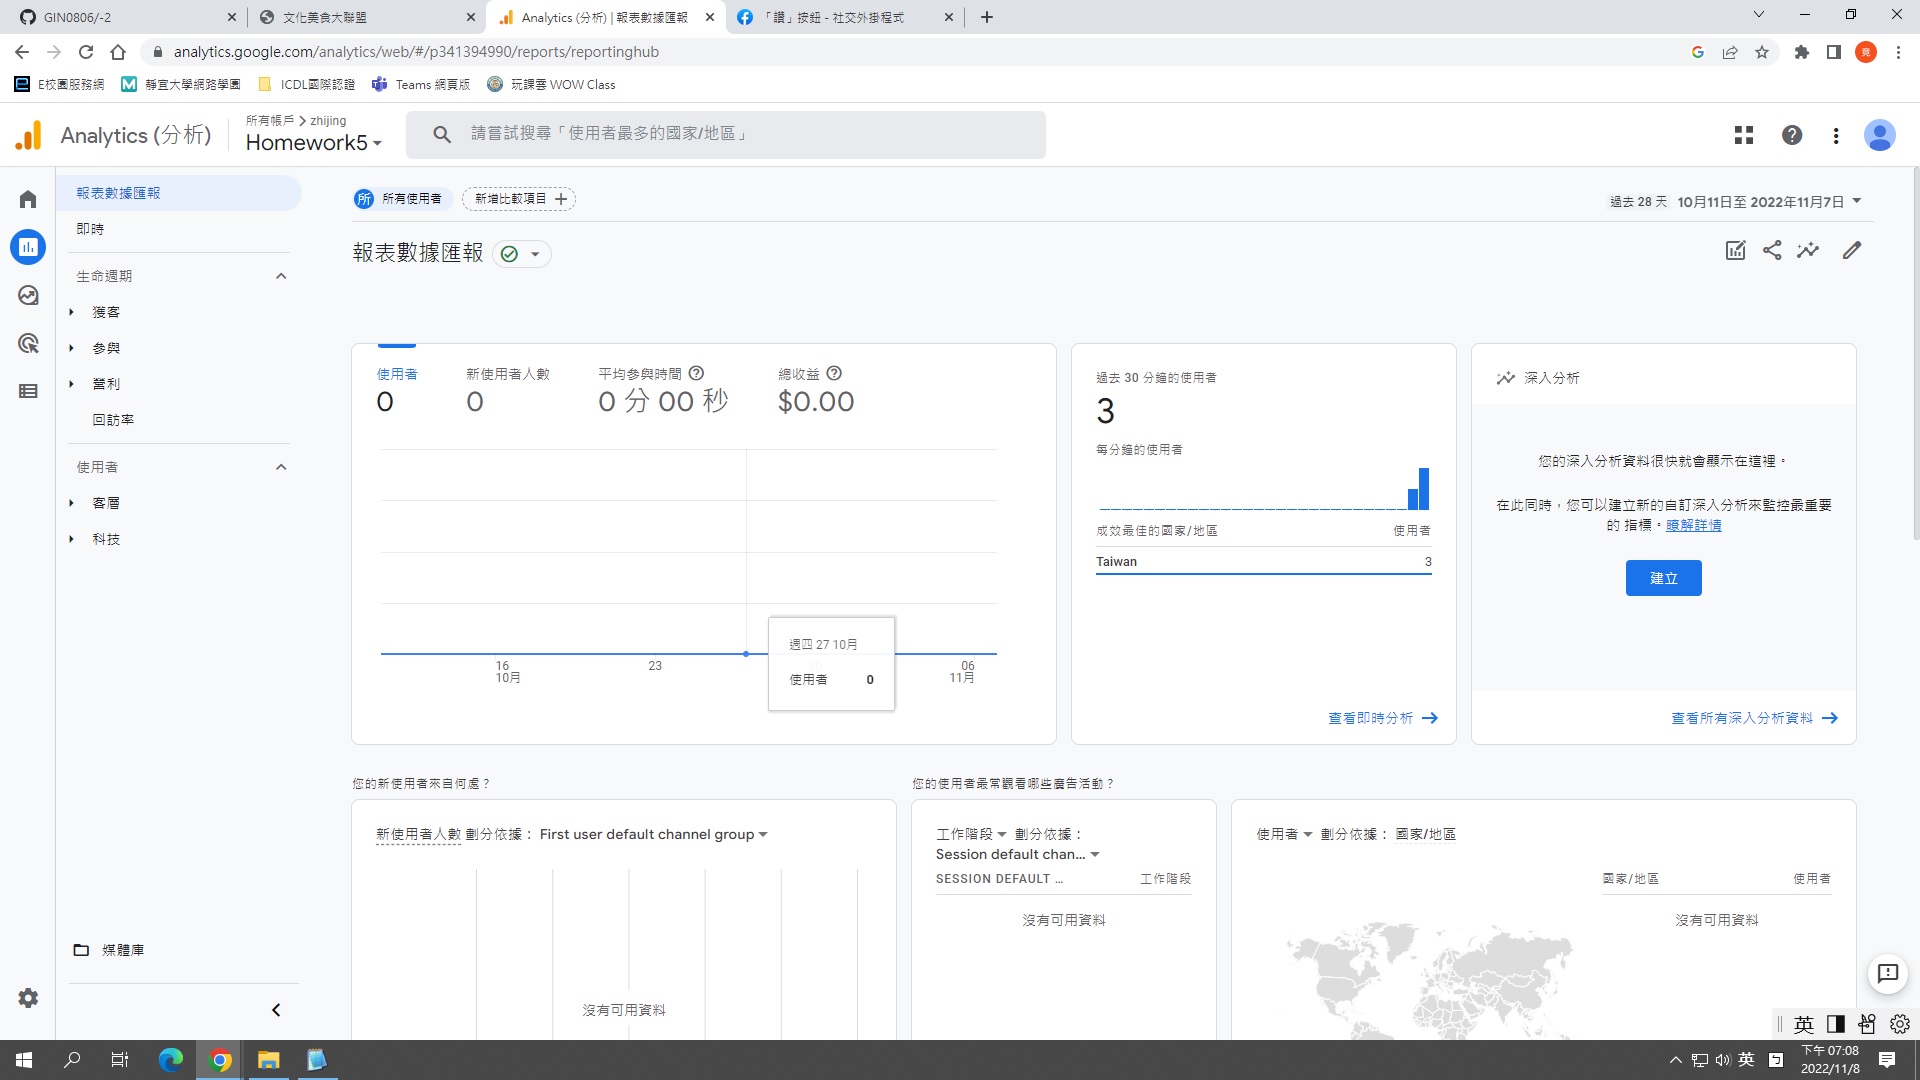 GIN0806/-2
文化美食大聯盟
Analytics (分析) | 報表數據匯報
「讚」按鈕 - 社交外掛程式
analytics.google.com/analytics/web/#/p341394990/reports/reportinghub
竟
E校園服務網
靜宜大學網路學園
ICDL國際認證
Teams 網頁版
玩課雲 WOW Class
Analytics (分析)
所有帳戶 > zhijing
Homework5
請嘗試搜尋「使用者最多的國家/地區」
報表數據匯報
即時
生命週期
獲客
參與
營利
回訪率
使用者
客層
科技
媒體庫
所 所有使用者
新增比較項目
過去 28 天 10月11日至 2022年11月7日
報表數據匯報
使用者
0
新使用者人數
0
平均參與時間
0 分 00 秒
總收益
$0.00
16
10月
23
06
11月
週四 27 10月
使用者 0
過去 30 分鐘的使用者
3
每分鐘的使用者
成效最佳的國家/地區 使用者
Taiwan 3
查看即時分析
深入分析
您的深入分析資料很快就會顯示在這裡。
在此同時，您可以建立新的自訂深入分析來監控最重要
的 指標。瞭解詳情
建立
查看所有深入分析資料
您的新使用者來自何處？
新使用者人數 劃分依據： First user default channel group
沒有可用資料
您的使用者最常觀看哪些廣告活動？
工作階段 劃分依據：
Session default chan...
SESSION DEFAULT ... 工作階段
沒有可用資料
使用者 劃分依據： 國家/地區
國家/地區 使用者
沒有可用資料
英
英
下午 07:08
2022/11/8